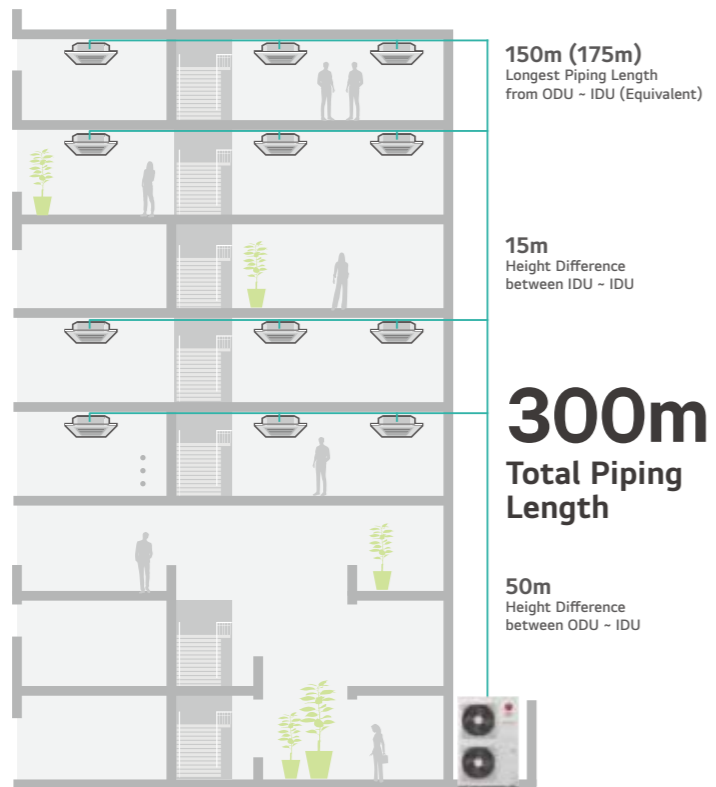 150m (175m)
Longest Piping Length
from ODU ~ IDU (Equivalent)
15m
Height Difference
between IDU ~ IDU
300m
Total Piping
Length
50m
Height Difference
between ODU ~ IDU